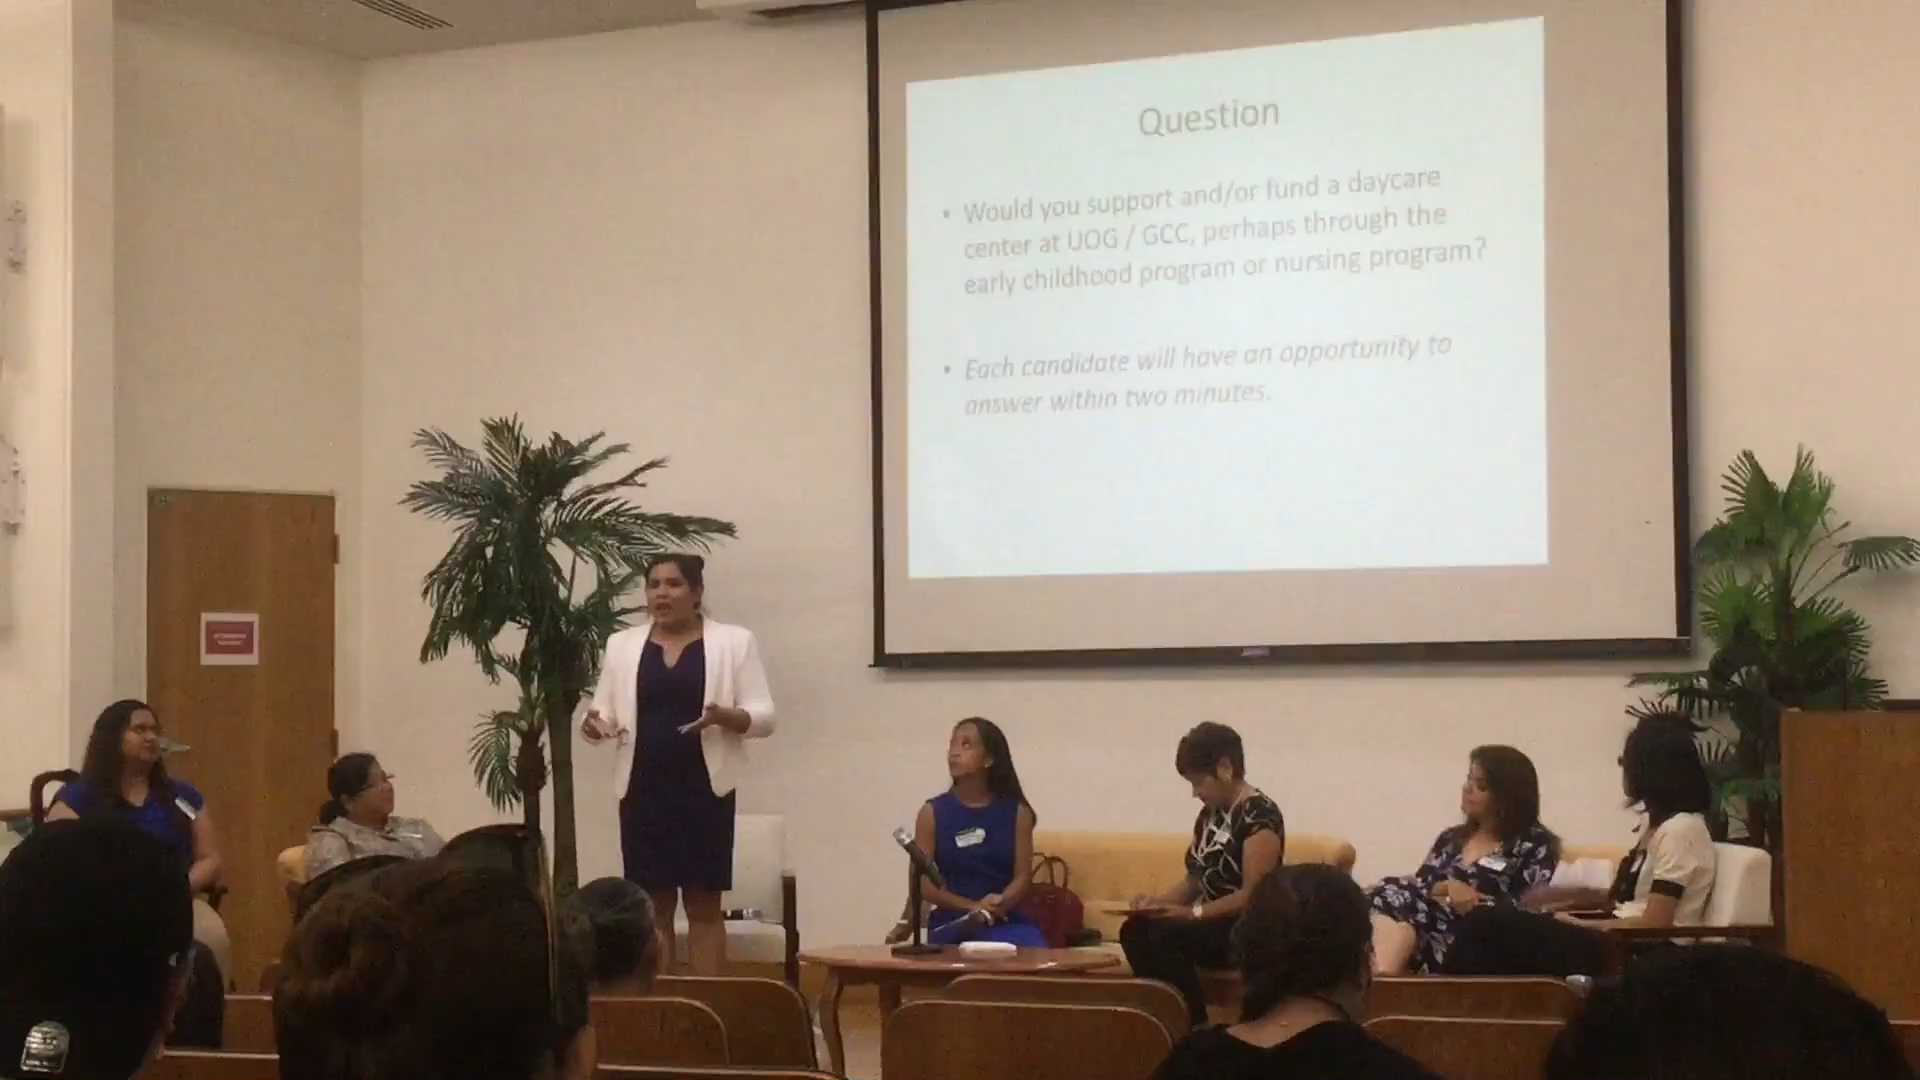 Question
• Would you support and/or fund a daycare
center at UOG / GCC, perhaps through the
early childhood program or nursing program?
• Each candidate will have an opportunity to
answer within two minutes.